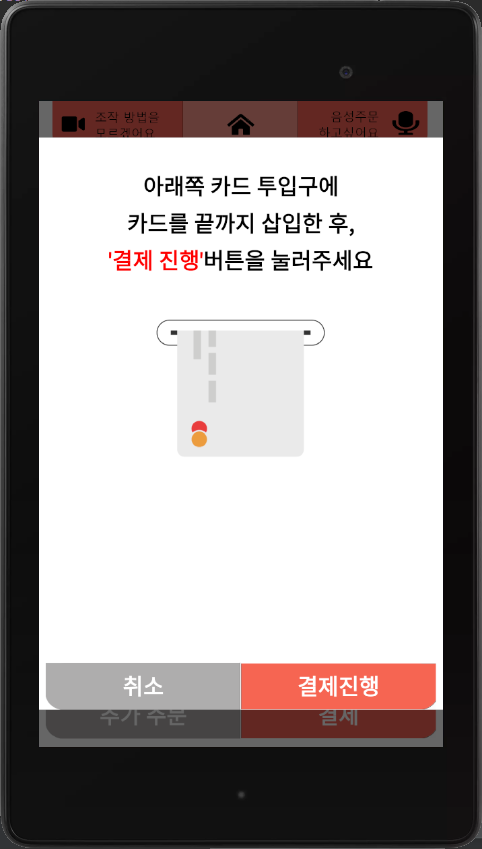 조작 방법을
모르겠어요
음성주문
하고싶어요
아래쪽 카드 투입구에
카드를 끝까지 삽입한 후,
'결제 진행'버튼을 눌러주세요
취소
결제진행
추가 주문
결제